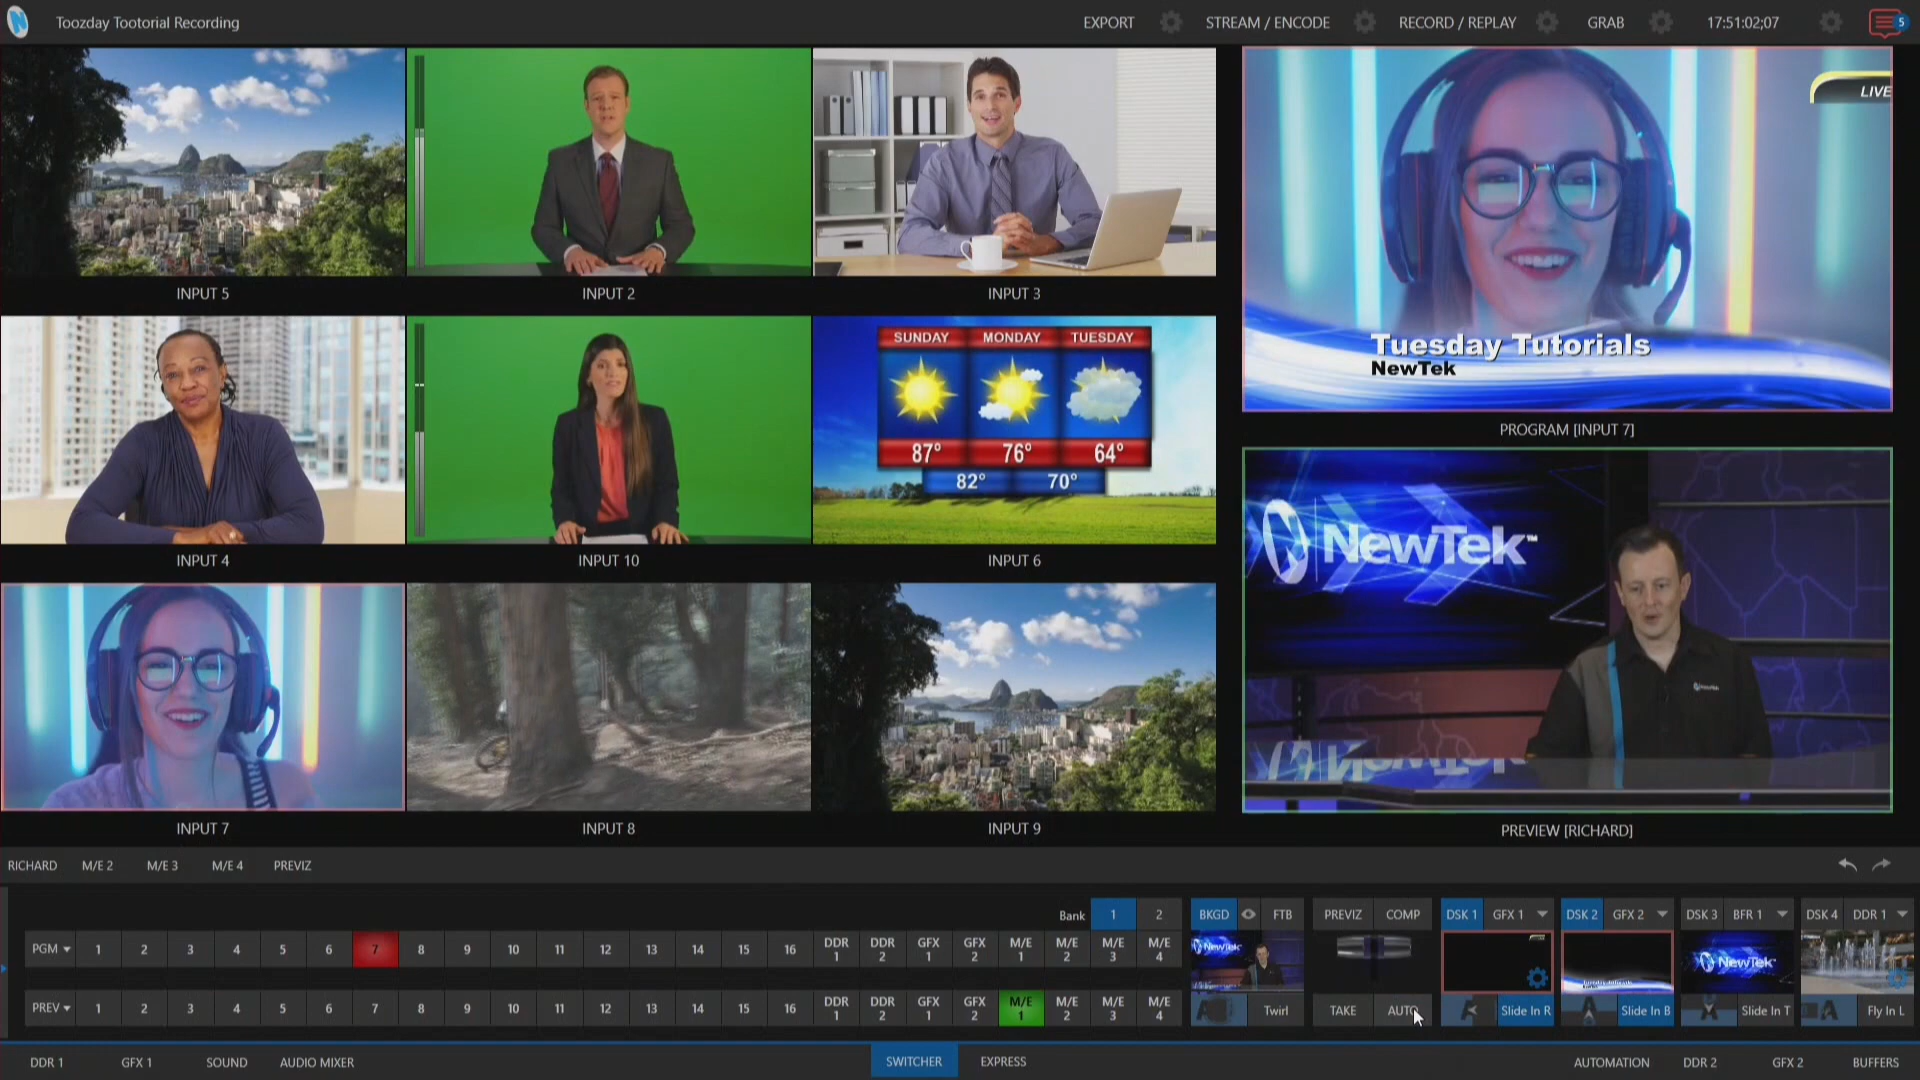 Toozday Tootorial Recording
EXPORT STREAM / ENCODE RECORD / REPLAY GRAB 17:51:02;07 5
INPUT 5 INPUT 2 INPUT 3
LIVE
Tuesday Tutorials
NewTek
PROGRAM [INPUT 7]
SUNDAY MONDAY TUESDAY
87° 76° 64°
82° 70°
INPUT 4 INPUT 10 INPUT 6
NewTek™
PREVIEW [RICHARD]
INPUT 7 INPUT 8 INPUT 9
RICHARD M/E 2 M/E 3 M/E 4 PREVIZ
Bank 1 2 BKGD FTB PREVIZ COMP DSK 1 GFX 1 DSK 2 GFX 2 DSK 3 BFR 1 DSK 4 DDR 1
PGM 1 2 3 4 5 6 7 8 9 10 11 12 13 14 15 16 DDR 1 DDR 2 GFX 1 GFX 2 M/E 1 M/E 2 M/E 3 M/E 4
NewTek NewTek
PREV 1 2 3 4 5 6 7 8 9 10 11 12 13 14 15 16 DDR 1 DDR 2 GFX 1 GFX 2 M/E 1 M/E 2 M/E 3 M/E 4
Twirl TAKE AUTO Slide In R Slide In B Slide In T Fly In L
DDR 1 GFX 1 SOUND AUDIO MIXER SWITCHER EXPRESS AUTOMATION DDR 2 GFX 2 BUFFERS